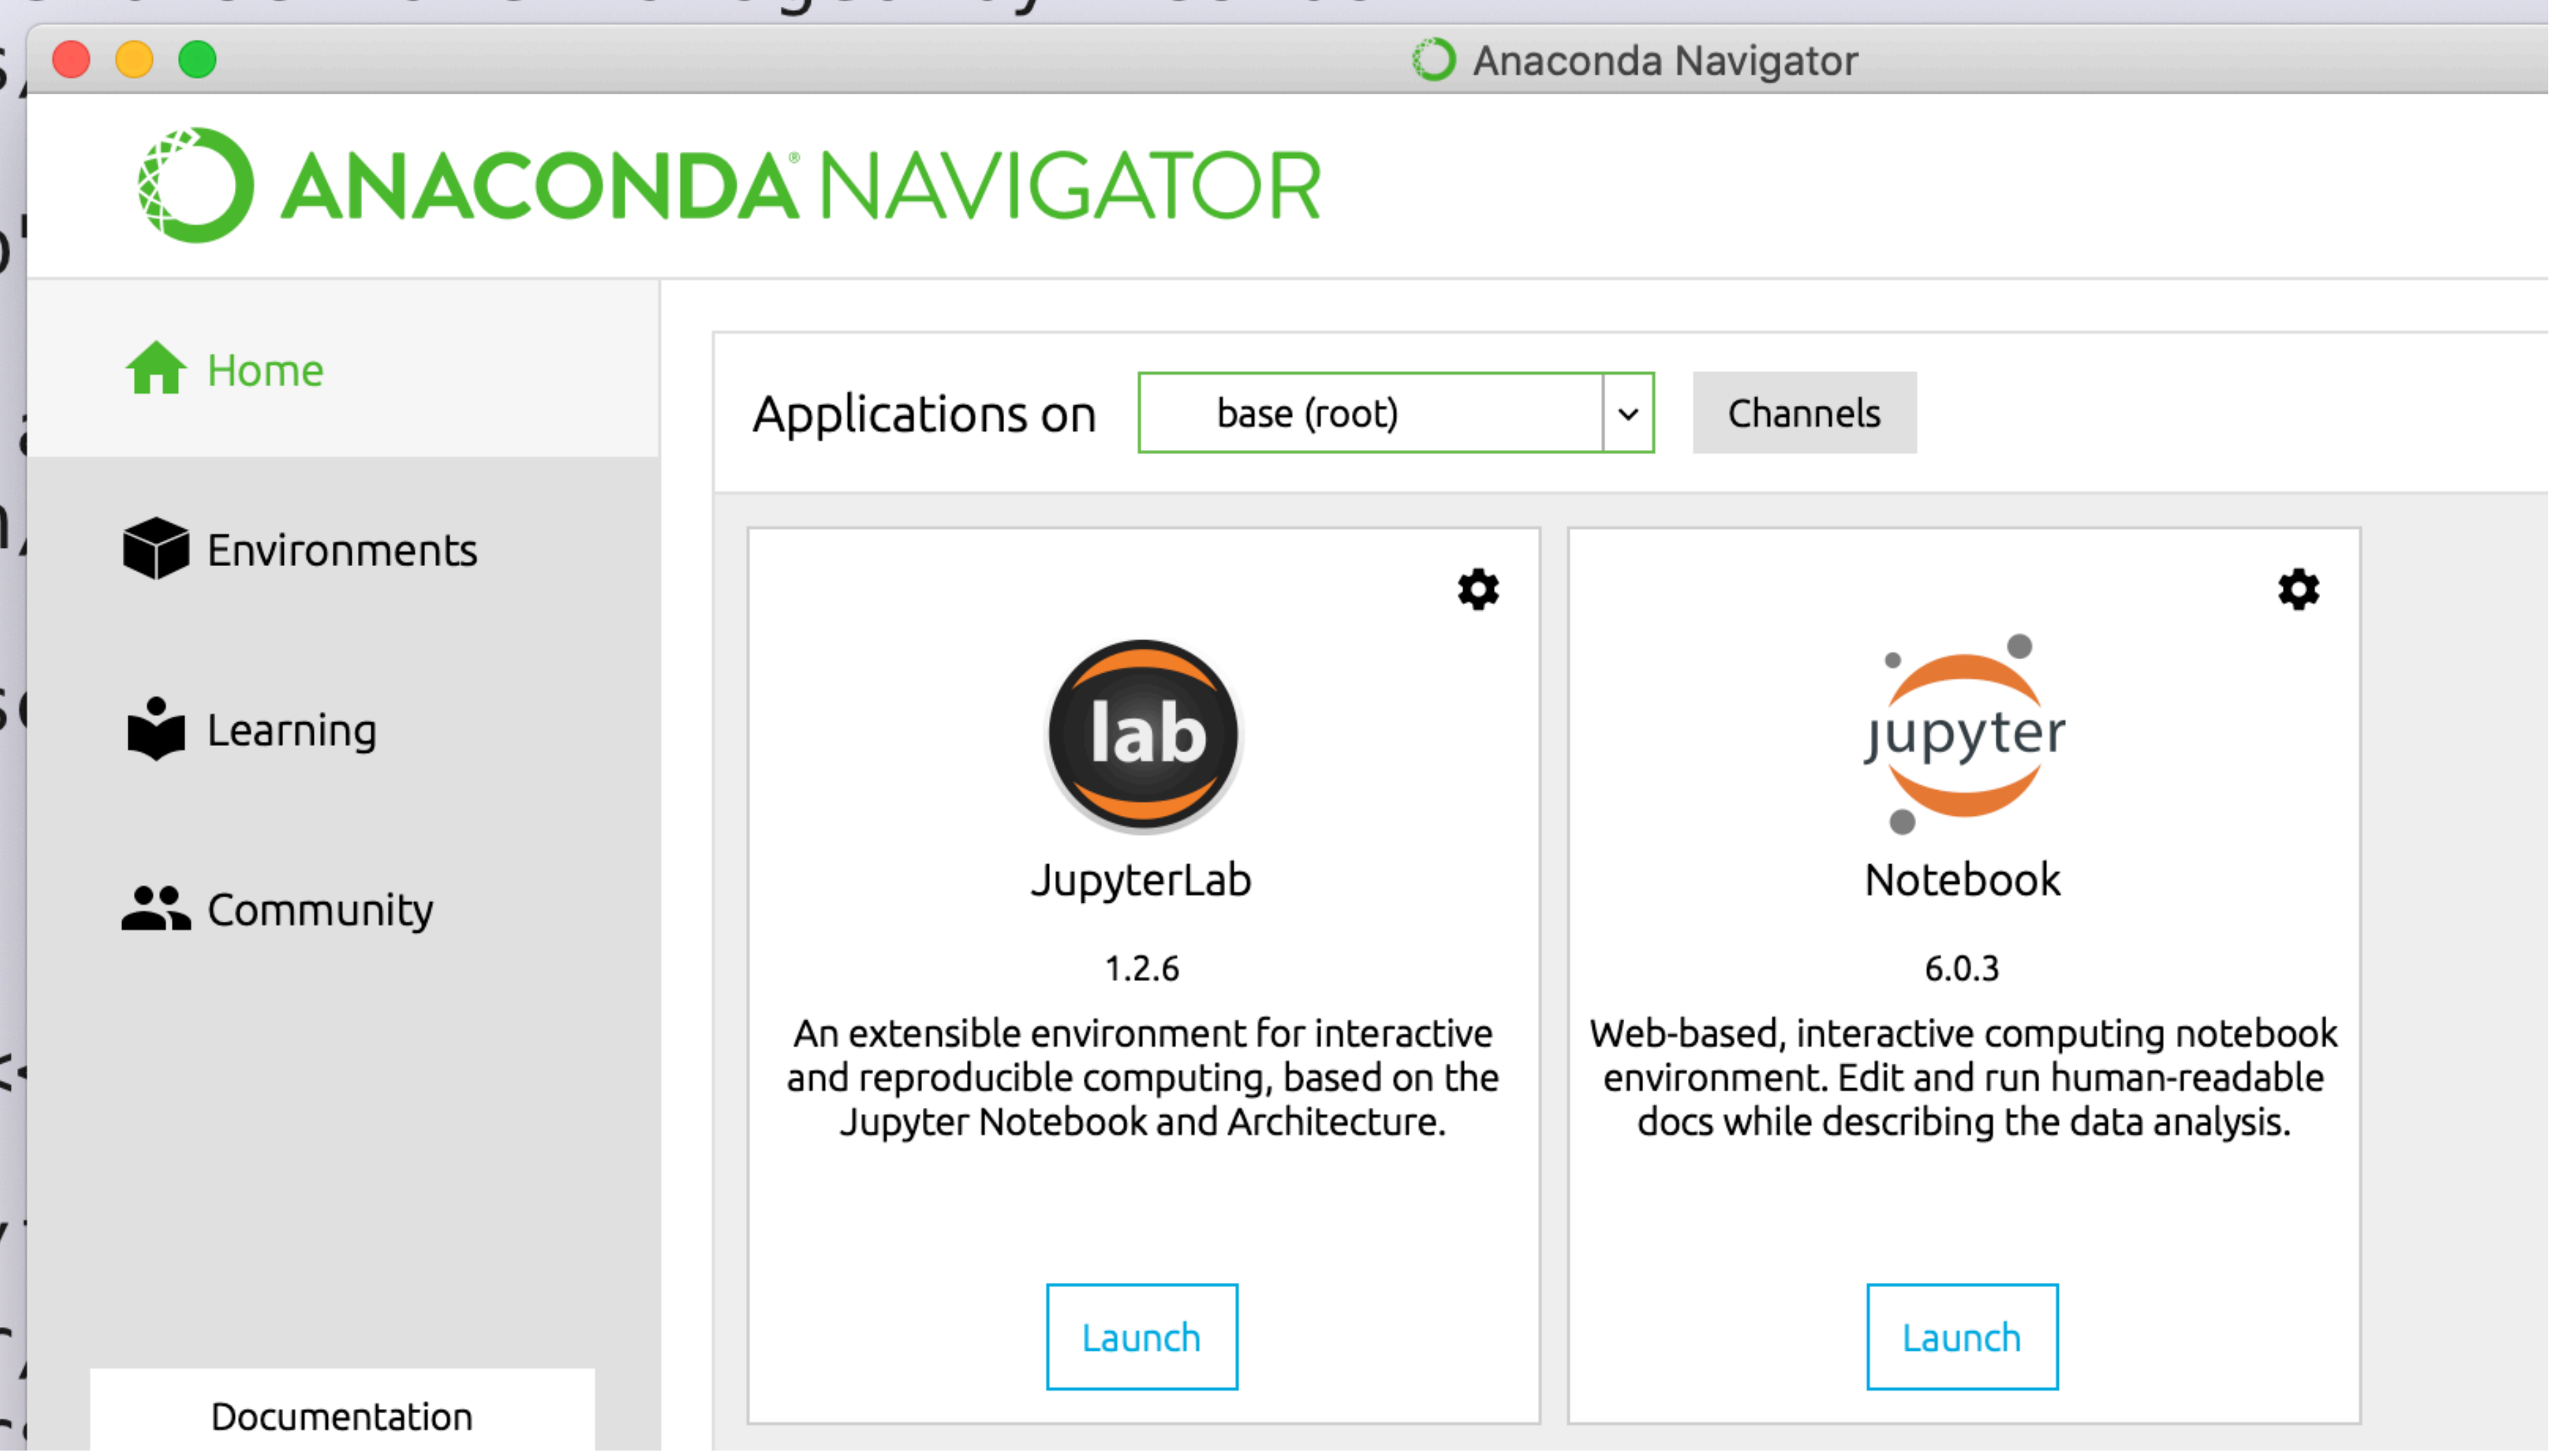 Anaconda Navigator
ANACONDA® NAVIGATOR
Home
Applications on base (root) Channels
Environments
Learning
Community
lab
JupyterLab
1.2.6
An extensible environment for interactive
and reproducible computing, based on the
Jupyter Notebook and Architecture.
Launch
jupyter
Notebook
6.0.3
Web-based, interactive computing notebook
environment. Edit and run human-readable
docs while describing the data analysis.
Launch
Documentation